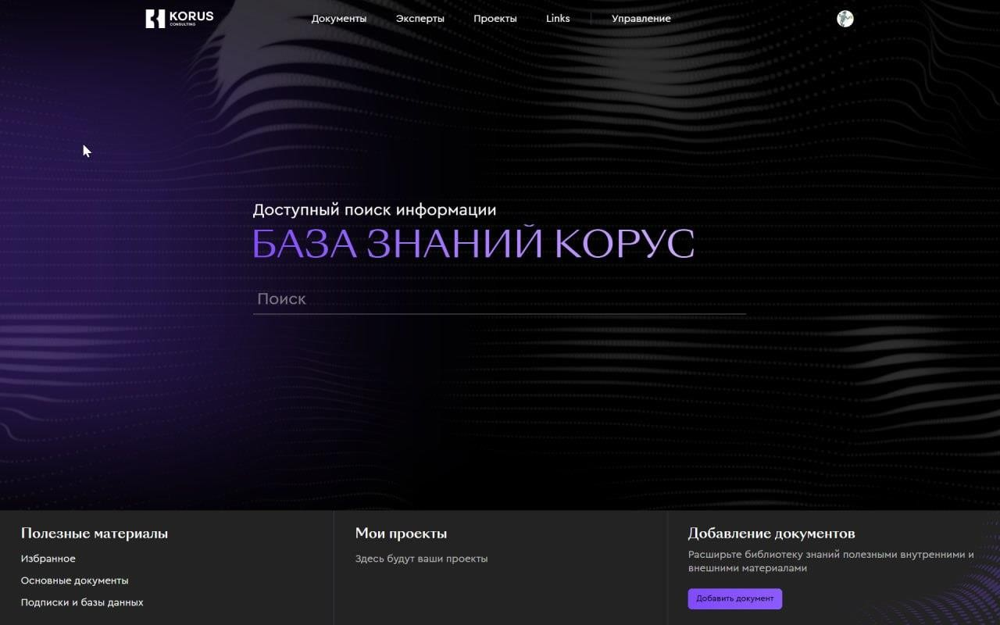 KORUS
CONSULTING
Документы
Эксперты
Проекты
Links
Управление
Доступный поиск информации
БАЗА ЗНАНИЙ КОРУС
Поиск
Полезные материалы
Избранное
Основные документы
Подписки и базы данных
Мои проекты
Здесь будут ваши проекты
Добавление документов
Расширьте библиотеку знаний полезными внутренними и
внешними материалами
Добавить документ